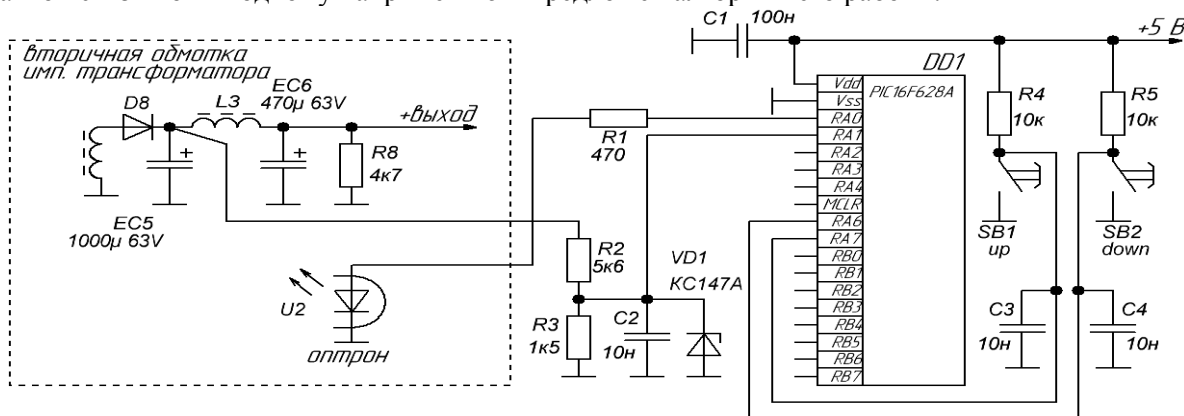 C1
100н
+5 В
вторичная обмотка
имп. трансформатора
DD1
D8
L3
EC6
470µ 63V
+выход
R8
4к7
EC5
1000µ 63V
R1
470
Vdd
Vss
RA0
RA1
RA2
RA3
RA4
MCLR
RA6
RA7
RB0
RB1
RB2
RB3
RB4
RB5
RB6
RB7
PIC16F628A
R4
10к
R5
10к
SB1
up
SB2
down
R2
5к6
VD1
КС147А
U2
оптрон
R3
1к5
C2
10н
C3
10н
C4
10н